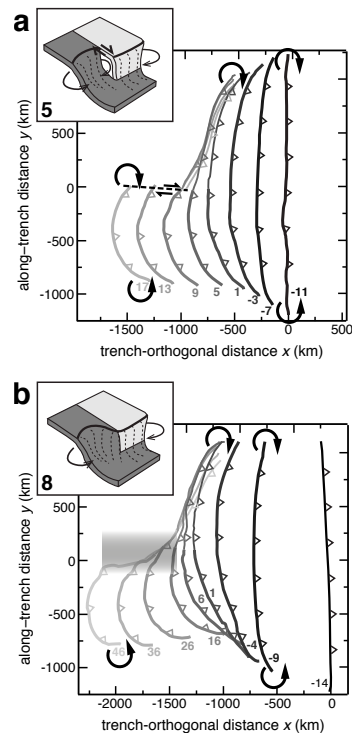 a
5
along−trench distance y (km)
500
0
-500
-1000
17 13 9 5 1 -3 -7 -11
-1500 -1000 -500 0 500
trench-orthogonal distance x (km)
b
8
along−trench distance y (km)
500
0
-500
-1000
46 36 26 16 6 1 -4 -9 -14
-2000 -1500 -1000 -500 0
trench-orthogonal distance x (km)